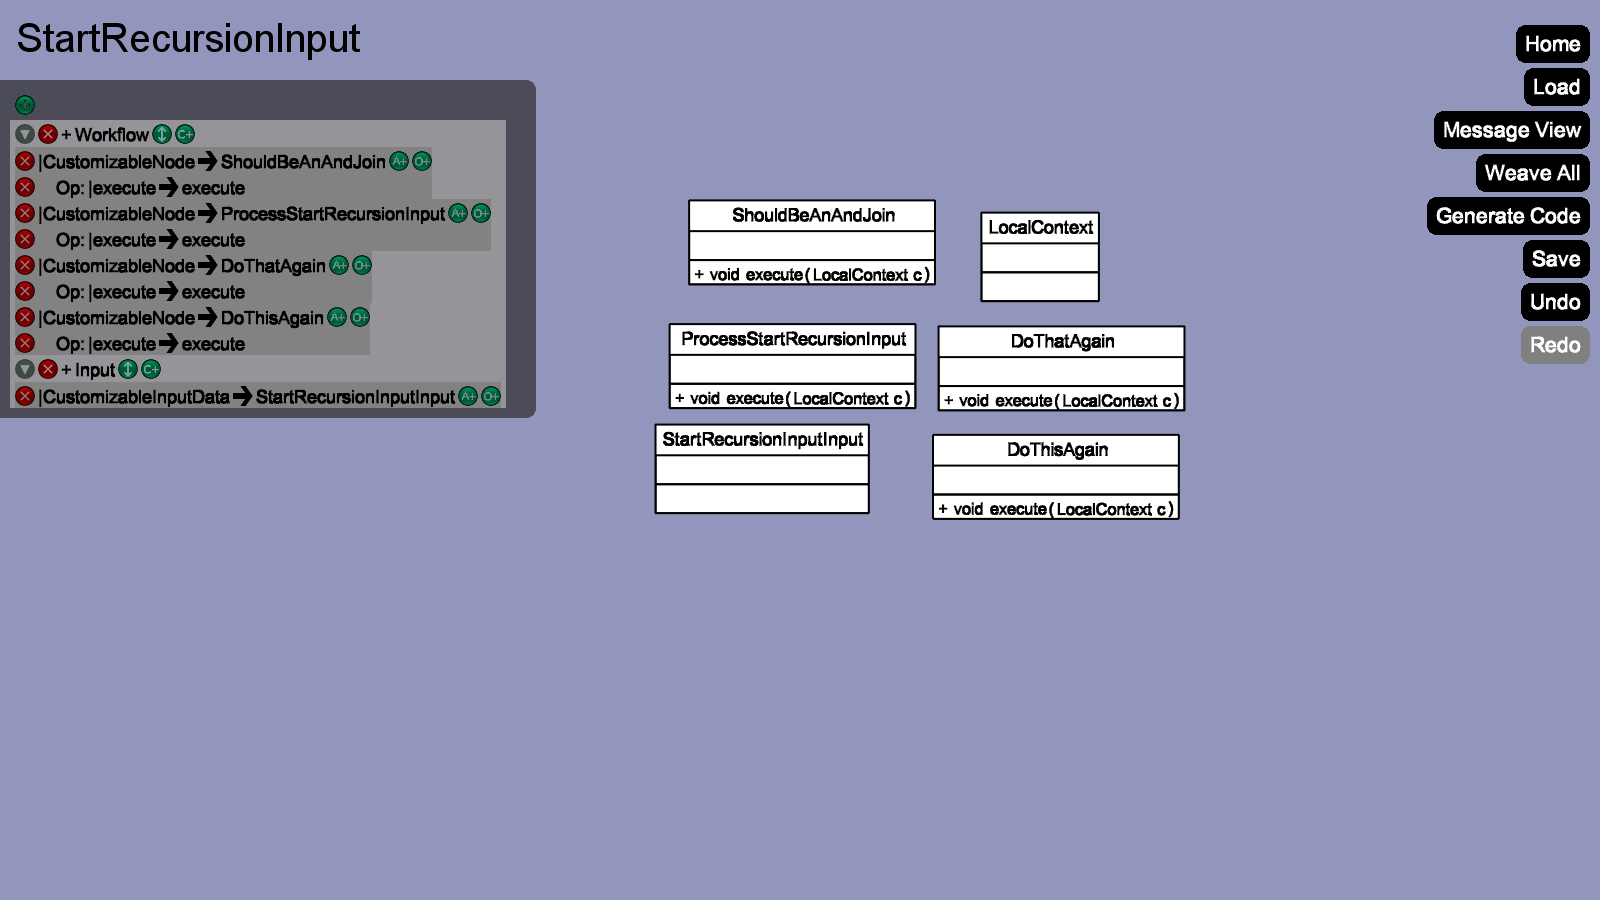 StartRecursionInput
+ Workflow C+
|CustomizableNode ShouldBeAnAndJoin A+ O+
Op: |execute execute
|CustomizableNode ProcessStartRecursionInput A+ O+
Op: |execute execute
|CustomizableNode DoThatAgain A+ O+
Op: |execute execute
|CustomizableNode DoThisAgain A+ O+
Op: |execute execute
+ Input C+
|CustomizableInputData StartRecursionInputInput A+ O+
ShouldBeAnAndJoin
+ void execute(LocalContext c)
LocalContext
ProcessStartRecursionInput
+ void execute(LocalContext c)
DoThatAgain
+ void execute(LocalContext c)
StartRecursionInputInput
DoThisAgain
+ void execute(LocalContext c)
Home
Load
Message View
Weave All
Generate Code
Save
Undo
Redo